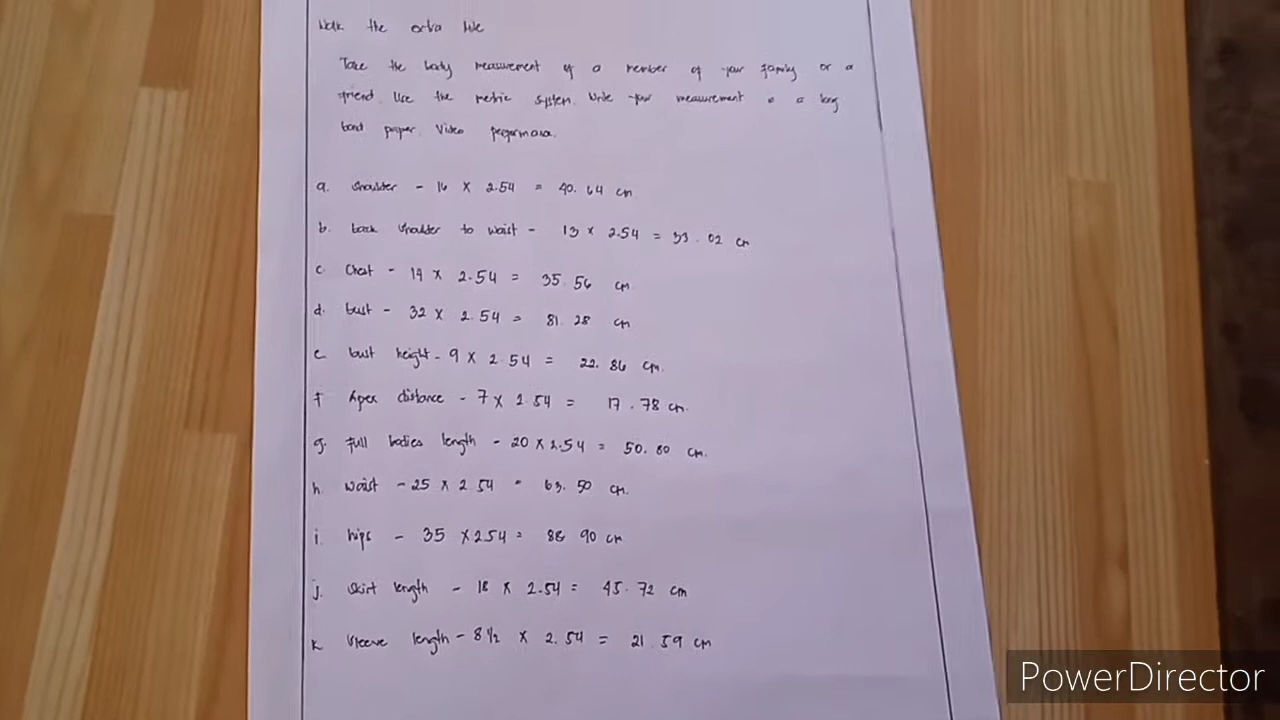 Walk the extra mile
Take the body measurement of a member of your family or a
friend. Use the metric system. Write your measurement in a long
bond paper. Video performance.
a. Shoulder - 16 x 2.54 = 40.64 cm
b. back shoulder to waist - 13 x 2.54 = 33.02 cm
c Chest - 14 x 2.54 = 35.56 cm
d. bust - 32 x 2.54 = 81.28 cm
e bust height - 9 x 2.54 = 22.86 cm.
f Apex distance - 7 x 2.54 = 17.78 cm.
g. Full bodies length - 20 x 2.54 = 50.80 cm.
h. waist - 25 x 2.54 = 63.50 cm.
i. hips - 35 x 2.54 = 88.90 cm
j. Skirt length - 18 x 2.54 = 45.72 cm
k Sleeve length - 8 1/2 x 2.54 = 21.59 cm
PowerDirector